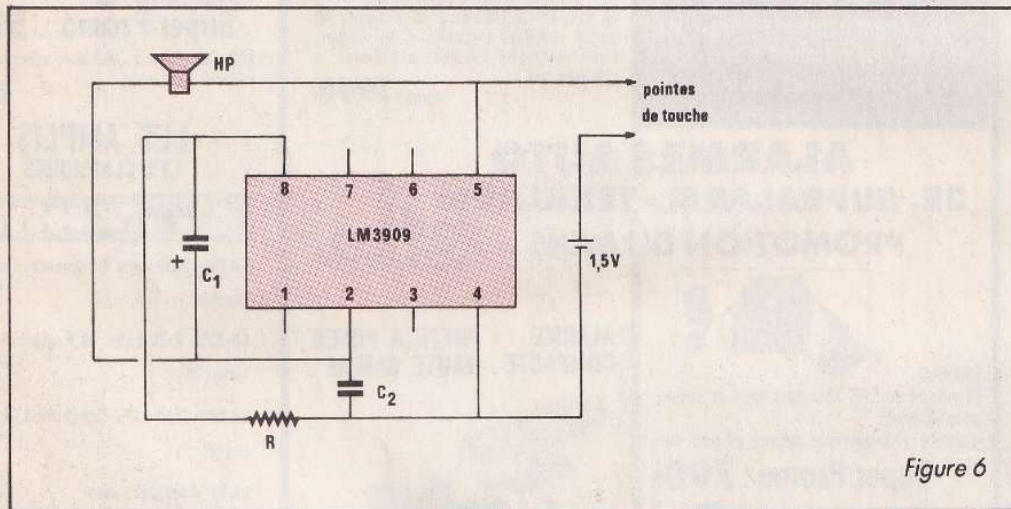 HP
pointes
de touche
8 7 6 5
LM3909
+
C1
1,5V
1 2 3 4
C2
R
Figure 6